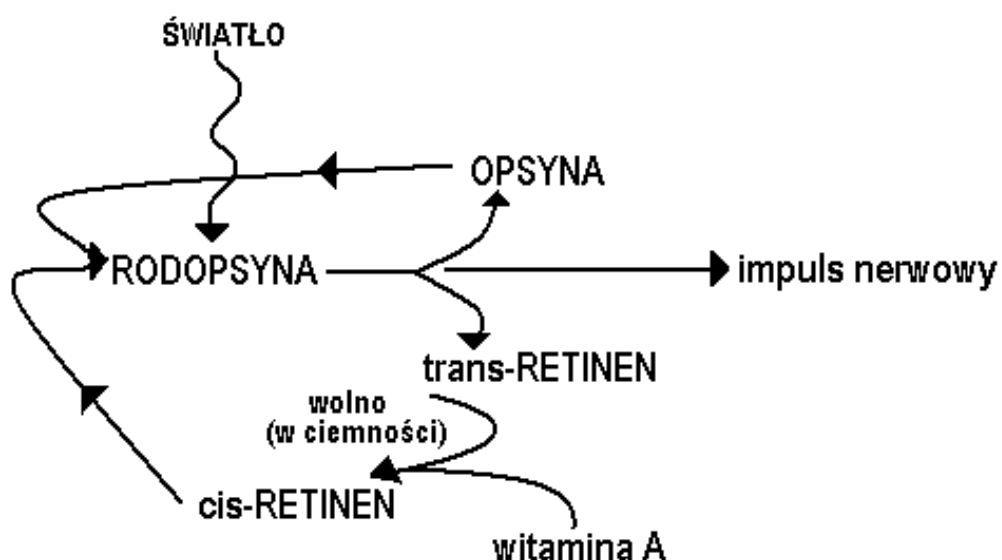 ŚWIATŁO
OPSYNA
RODOPSYNA
impuls nerwowy
trans-RETINEN
wolno
(w ciemności)
cis-RETINEN
witamina A